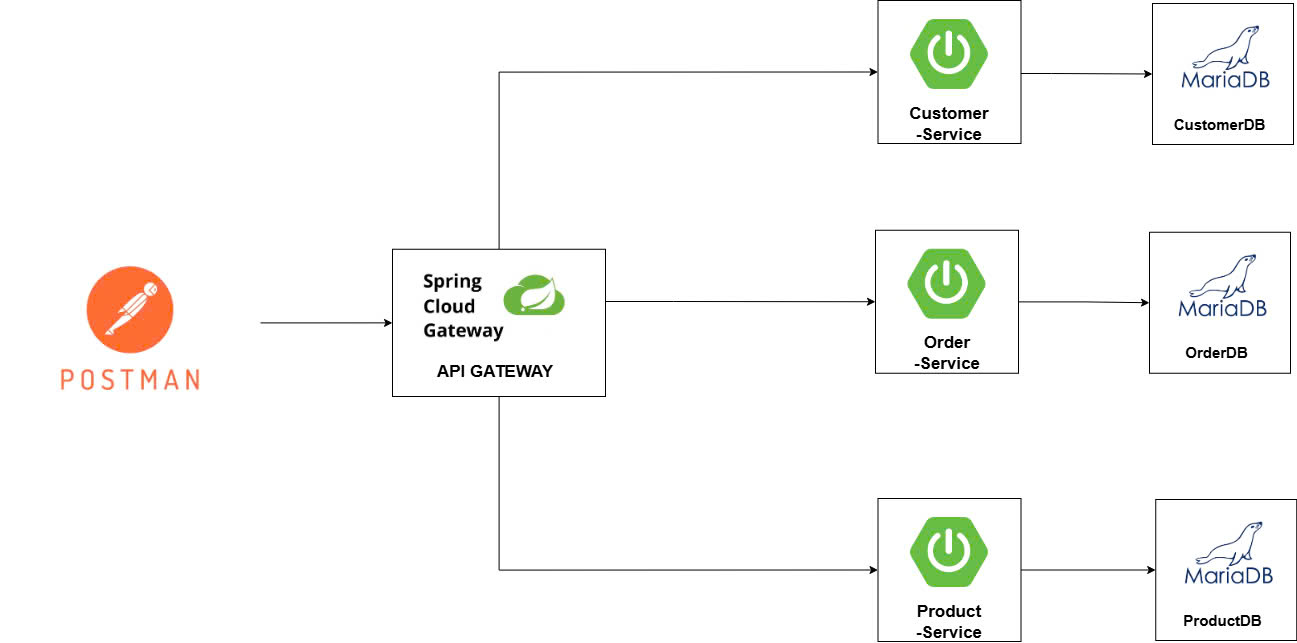 POSTMAN
Spring
Cloud
Gateway
API GATEWAY
Customer
-Service
MariaDB
CustomerDB
Order
-Service
MariaDB
OrderDB
Product
-Service
MariaDB
ProductDB